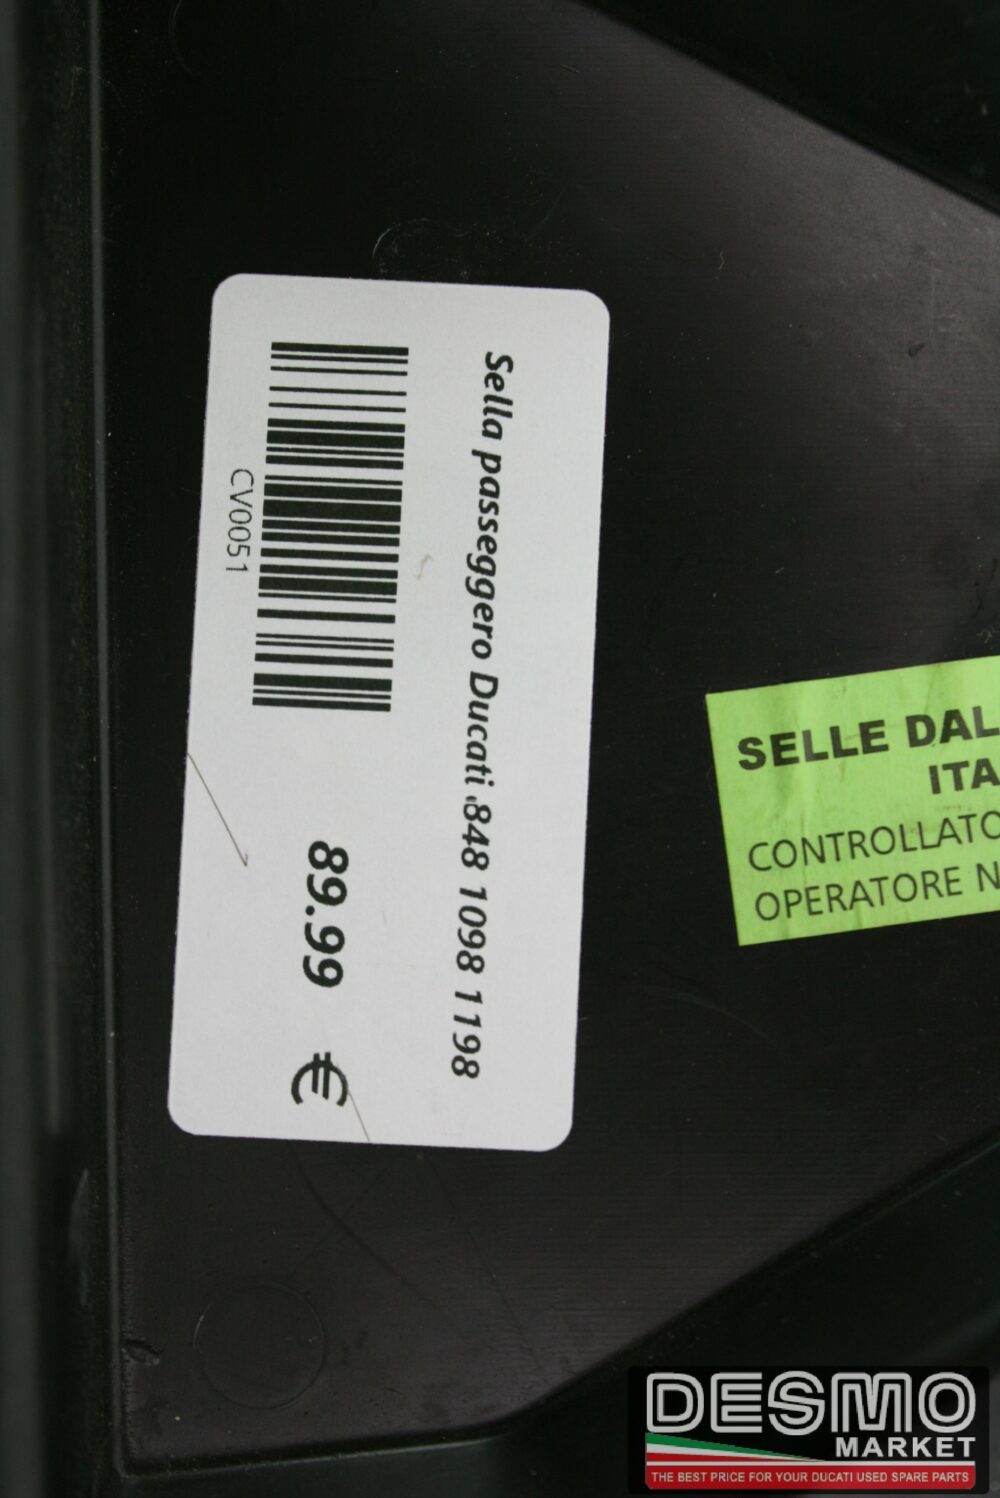 Sella passeggero Ducati 848 1098 1198
CV0051
89.99 €
SELLE DAL
ITA
CONTROLLATO
OPERATORE N
DESMO
MARKET
THE BEST PRICE FOR YOUR DUCATI USED SPARE PARTS